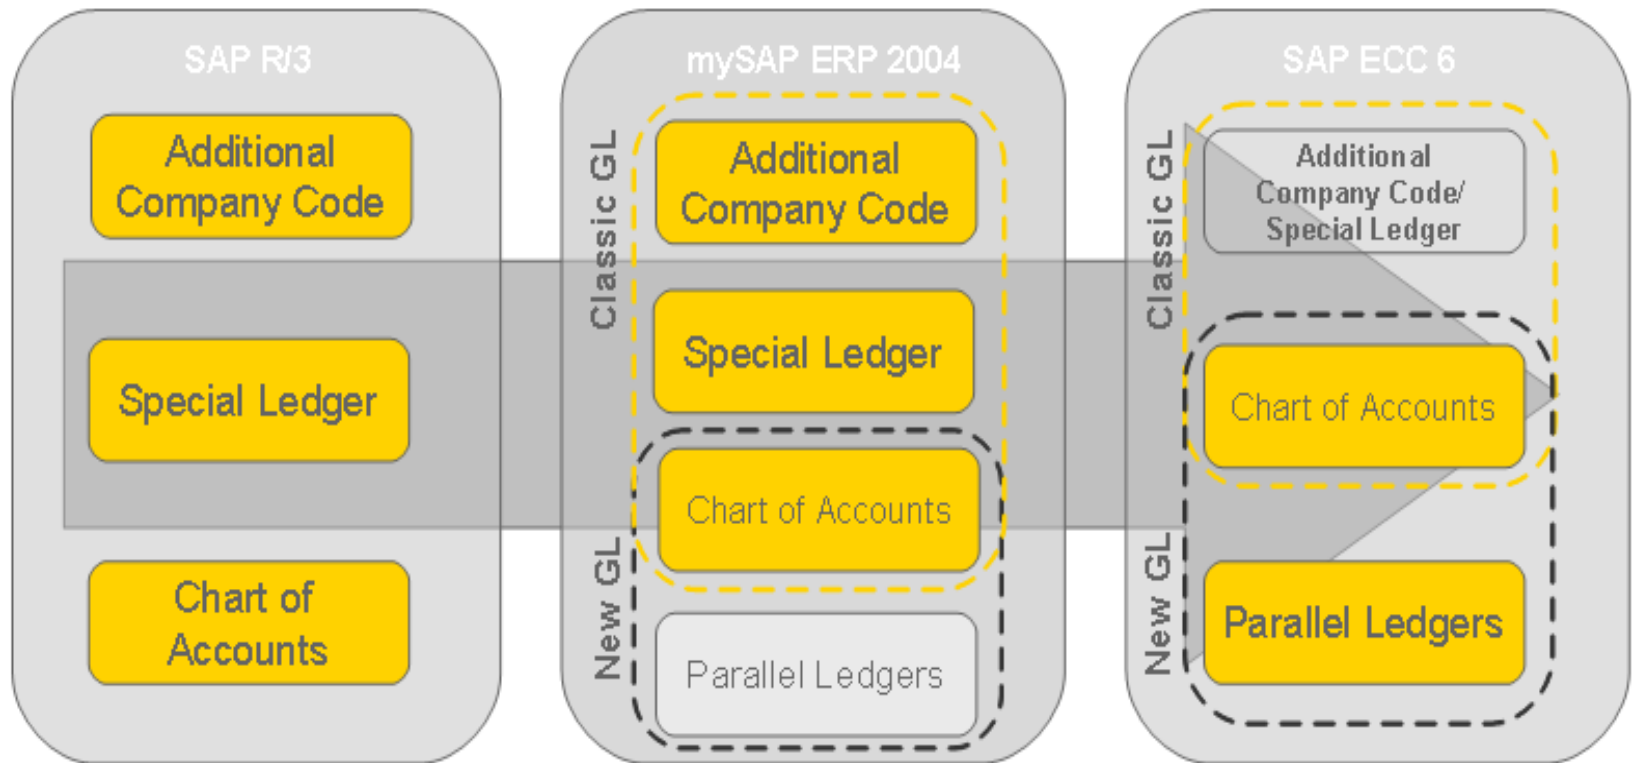 SAP R/3
Additional
Company Code
Special Ledger
Chart of
Accounts
mySAP ERP 2004
Classic GL
Additional
Company Code
Special Ledger
Chart of Accounts
New GL
Parallel Ledgers
SAP ECC 6
Classic GL
Additional
Company Code/
Special Ledger
Chart of Accounts
New GL
Parallel Ledgers